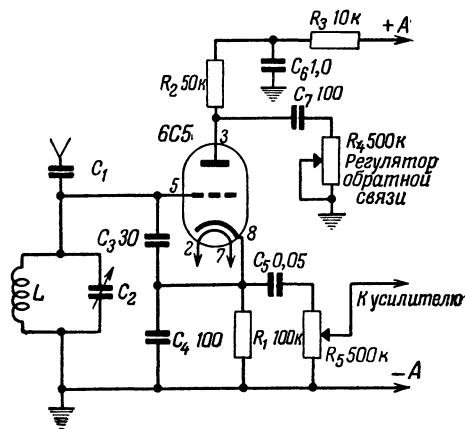 R3 10к
+А
R2 50к
C6 1,0
C7 100
6С5
3
R4 500к
Регулятор
обратной
связи
C1
5
8
2
7
C3 30
C5 0,05
L
C2
К усилителю
C4 100
R1 100к
R5 500к
−А